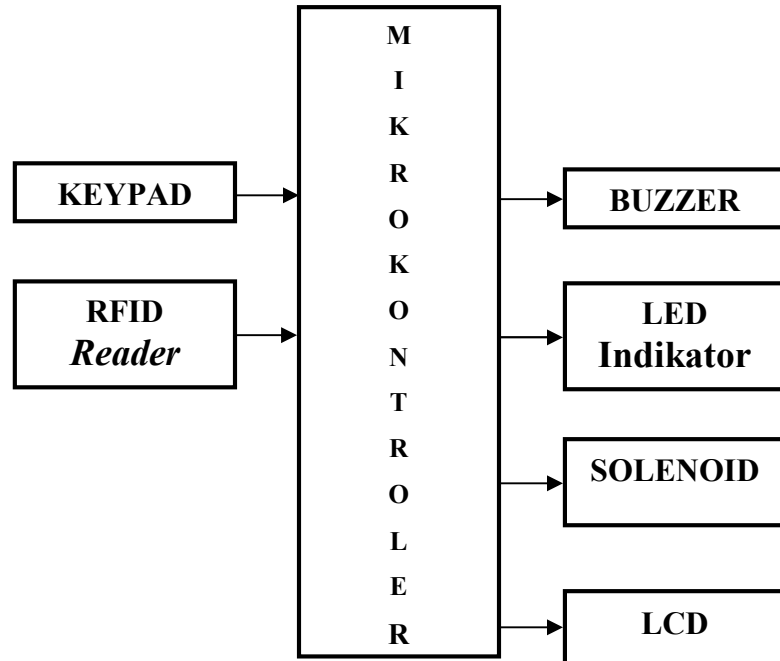 KEYPAD
RFID
Reader
M
I
K
R
O
K
O
N
T
R
O
L
E
R
BUZZER
LED
Indikator
SOLENOID
LCD